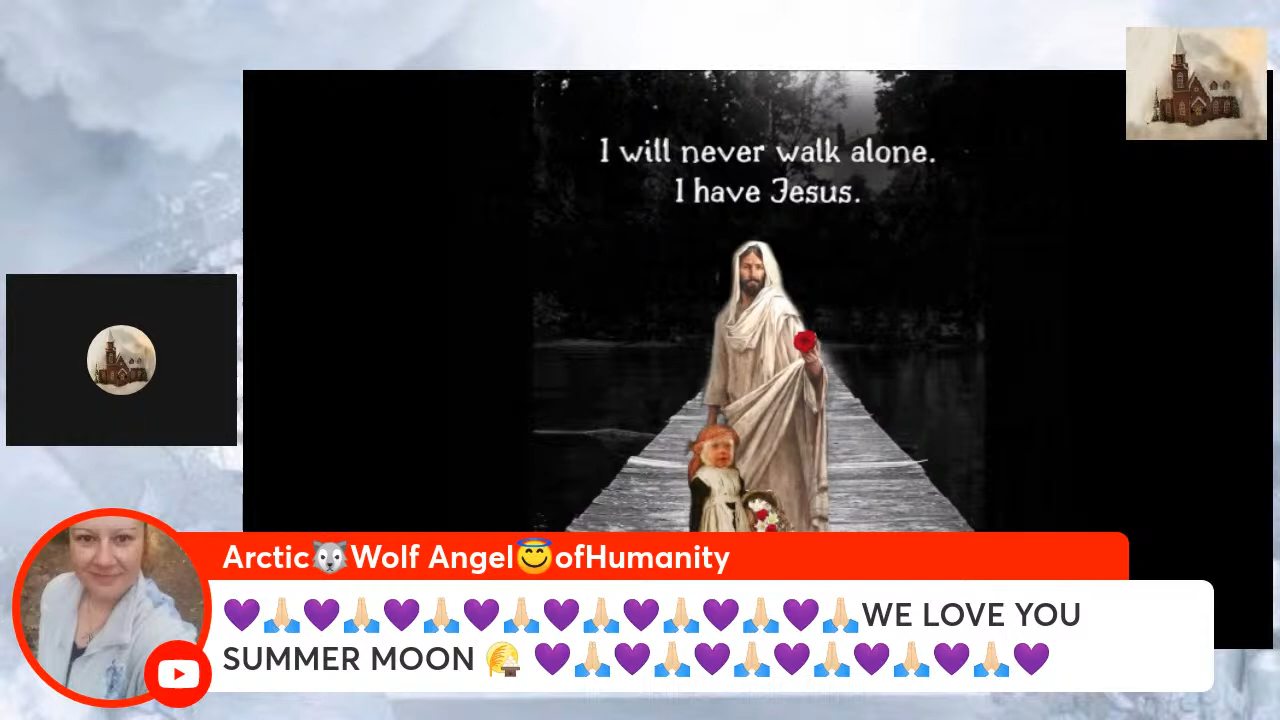 I will never walk alone.
I have Jesus.
Arctic🐺Wolf Angel😇ofHumanity
💜🙏🏻💜🙏🏻💜🙏🏻💜🙏🏻💜🙏🏻💜🙏🏻💜🙏🏻💜🙏🏻WE LOVE YOU
SUMMER MOON 🎑 💜🙏🏻💜🙏🏻💜🙏🏻💜🙏🏻💜🙏🏻💜🙏🏻💜